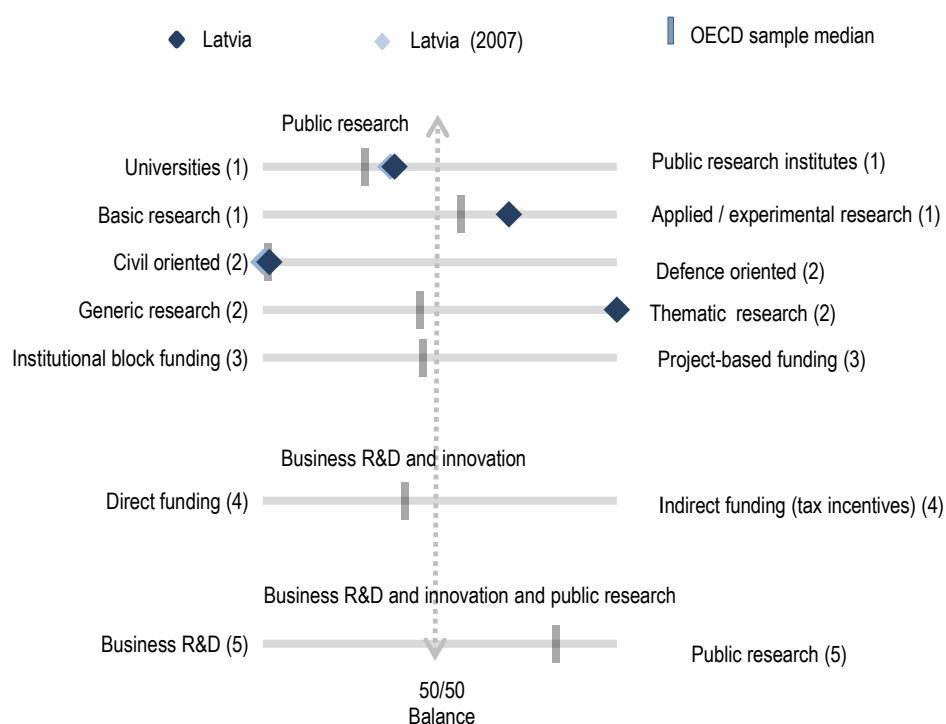 Latvia
Latvia (2007)
OECD sample median
Public research
Universities (1)
Public research institutes (1)
Basic research (1)
Applied / experimental research (1)
Civil oriented (2)
Defence oriented (2)
Generic research (2)
Thematic research (2)
Institutional block funding (3)
Project-based funding (3)
Business R&D and innovation
Direct funding (4)
Indirect funding (tax incentives) (4)
Business R&D and innovation and public research
Business R&D (5)
Public research (5)
50/50
Balance